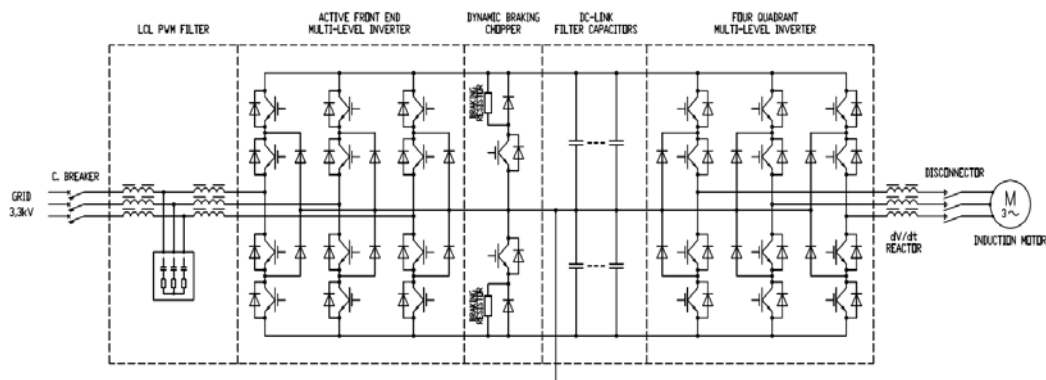 LCL PWM FILTER
ACTIVE FRONT END
MULTI-LEVEL INVERTER
DYNAMIC BRAKING
CHOPPER
DC-LINK
FILTER CAPACITORS
FOUR QUADRANT
MULTI-LEVEL INVERTER
BRAKING
RESISTOR
C. BREAKER
GRID
3,3kV
DISCONNECTOR
M
3~
dV/dt
REACTOR
INDUCTION MOTOR
BRAKING
RESISTOR